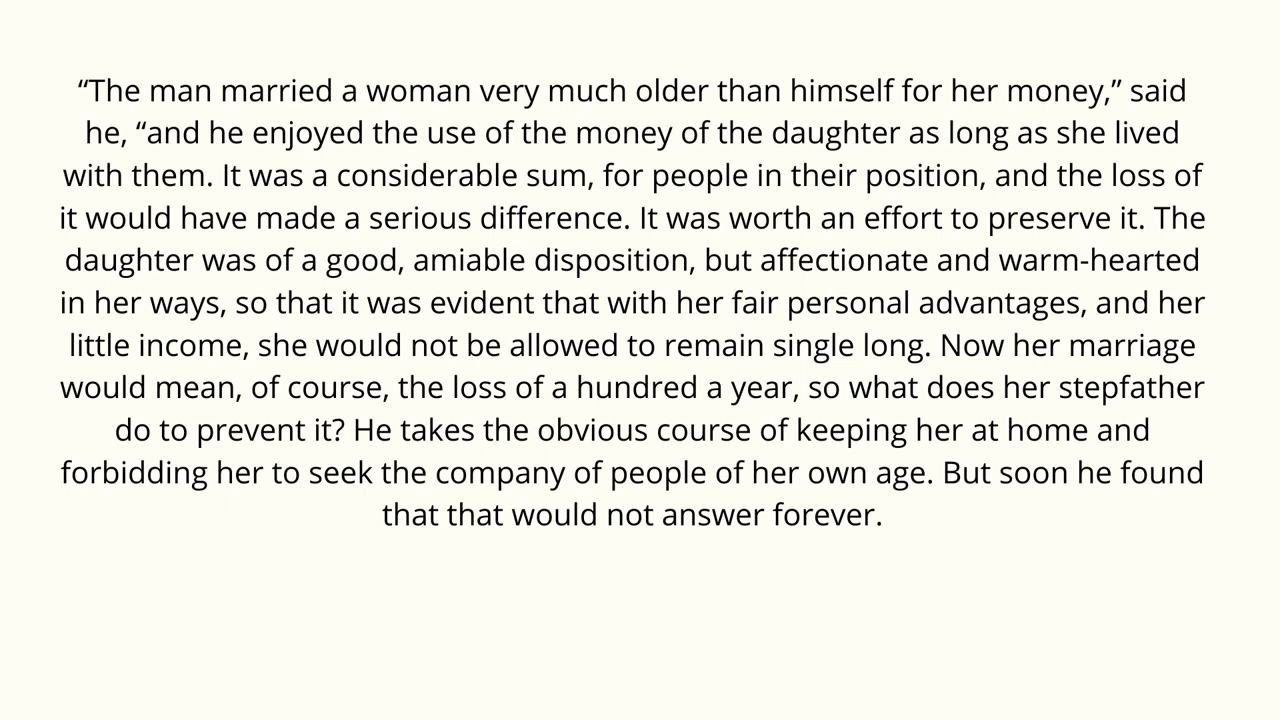 “The man married a woman very much older than himself for her money,” said
he, “and he enjoyed the use of the money of the daughter as long as she lived
with them. It was a considerable sum, for people in their position, and the loss of
it would have made a serious difference. It was worth an effort to preserve it. The
daughter was of a good, amiable disposition, but affectionate and warm-hearted
in her ways, so that it was evident that with her fair personal advantages, and her
little income, she would not be allowed to remain single long. Now her marriage
would mean, of course, the loss of a hundred a year, so what does her stepfather
do to prevent it? He takes the obvious course of keeping her at home and
forbidding her to seek the company of people of her own age. But soon he found
that that would not answer forever.